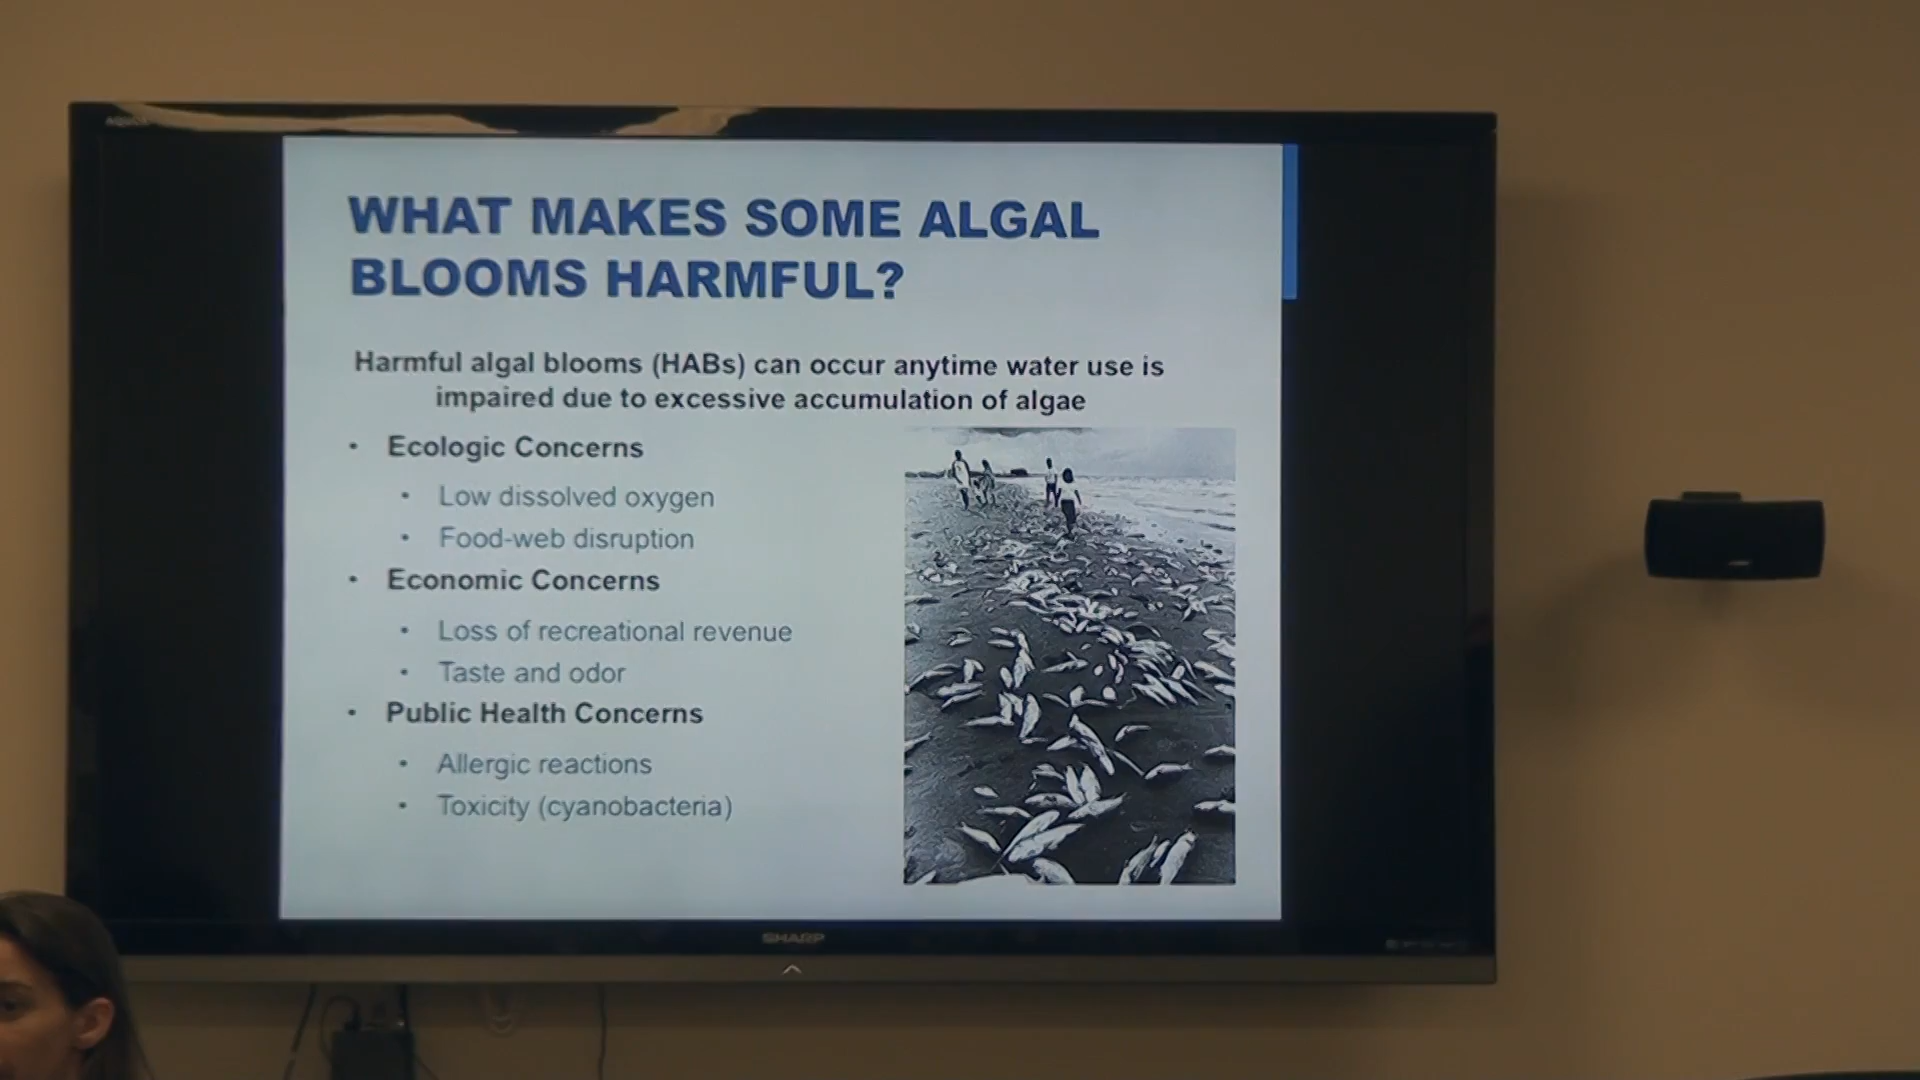 AQUOS
WHAT MAKES SOME ALGAL
BLOOMS HARMFUL?
Harmful algal blooms (HABs) can occur anytime water use is
impaired due to excessive accumulation of algae
• Ecologic Concerns
• Low dissolved oxygen
• Food-web disruption
• Economic Concerns
• Loss of recreational revenue
• Taste and odor
• Public Health Concerns
• Allergic reactions
• Toxicity (cyanobacteria)
SHARP